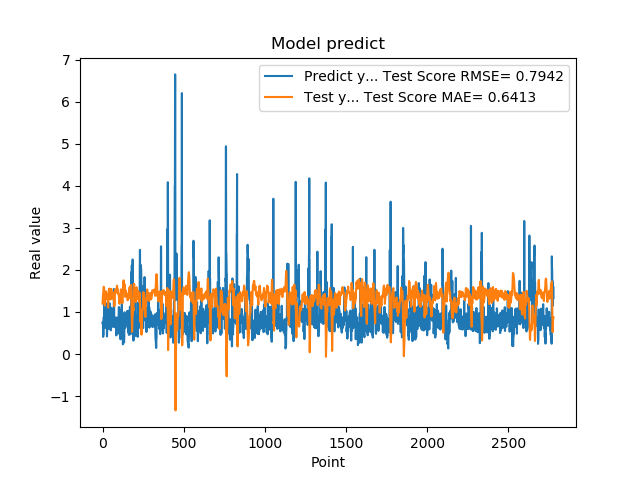 Model predict
Predict y... Test Score RMSE= 0.7942
Test y... Test Score MAE= 0.6413
Real value
7
6
5
4
3
2
1
0
−1
0 500 1000 1500 2000 2500
Point